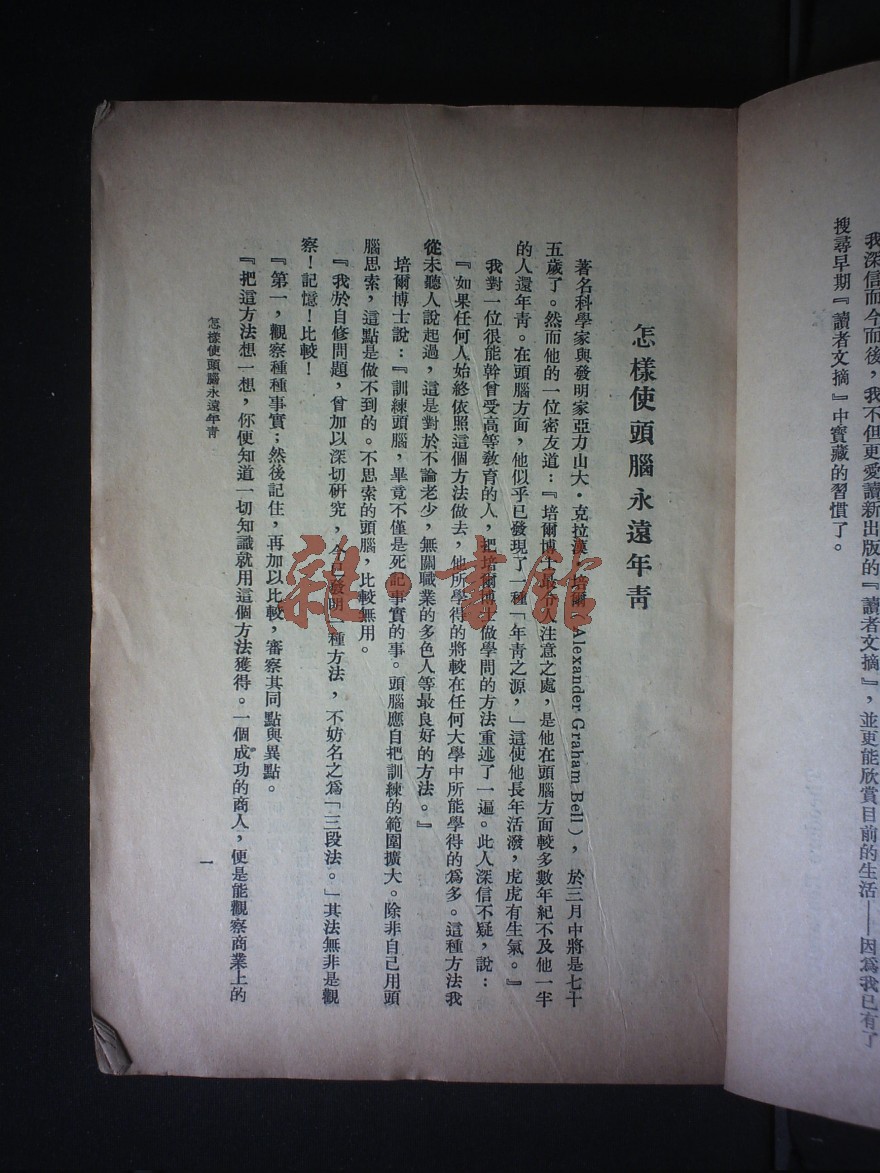 我深信而今而後，我不但更愛讀新出版的『讀者文摘』，並更能欣賞目前的生活——因爲我已有了
搜尋早期『讀者文摘』中寶藏的習慣了。
怎樣使頭腦永遠年青
著名科學家與發明家亞力山大·克拉漢·培爾（Alexander Graham Bell），於三月中將是七十
五歲了。然而他的一位密友道：『培爾博士最令人注意之處，是他在頭腦方面較多數年紀不及他一半
的人還年青。在頭腦方面，他似乎已發現了一種「年青之源，」這使他長年活潑，虎虎有生氣。』
我對一位很能幹曾受高等教育的人，把培爾博士做學問的方法重述了一遍。此人深信不疑，說：
『如果任何人始終依照這個方法做去，他所學得的將較在任何大學中所能學得的爲多。這種方法我
從未聽人說起過，這是對於不論老少，無關職業的多色人等最良好的方法。』
培爾博士說：『訓練頭腦，畢竟不僅是死記事實的事。頭腦應自把訓練的範圍擴大。除非自己用頭
腦思索，這點是做不到的。不思索的頭腦，比較無用。
『我於自修問題，曾加以深切研究，今已發明一種方法，不妨名之爲「三段法。」其法無非是觀
察！記憶！比較！
『第一，觀察種種事實；然後記住，再加以比較，審察其同點與異點。
『把這方法想一想，你便知道一切知識就用這個方法獲得。一個成功的商人，便是能觀察商業上的
怎樣使頭腦永遠年青
一
雜·書館